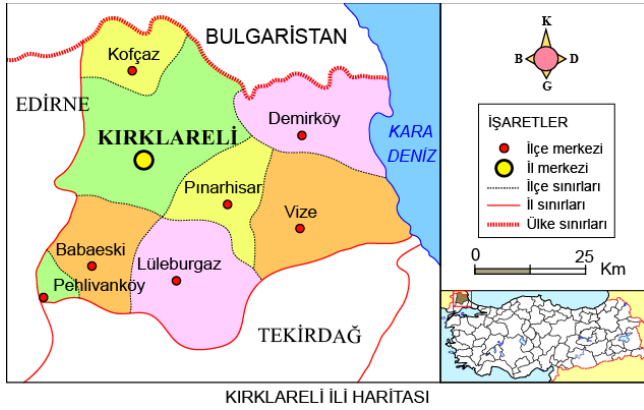 BULGARİSTAN
Kofçaz
EDİRNE
KIRKLARELİ
Demirköy
KARA
DENİZ
Pınarhisar
Vize
Babaeski
Lüleburgaz
Pehlivanköy
TEKİRDAĞ
K
B
D
G
İŞARETLER
İlçe merkezi
İl merkezi
İlçe sınırları
İl sınırları
Ülke sınırları
0 25
Km
KIRKLARELİ İLİ HARİTASI